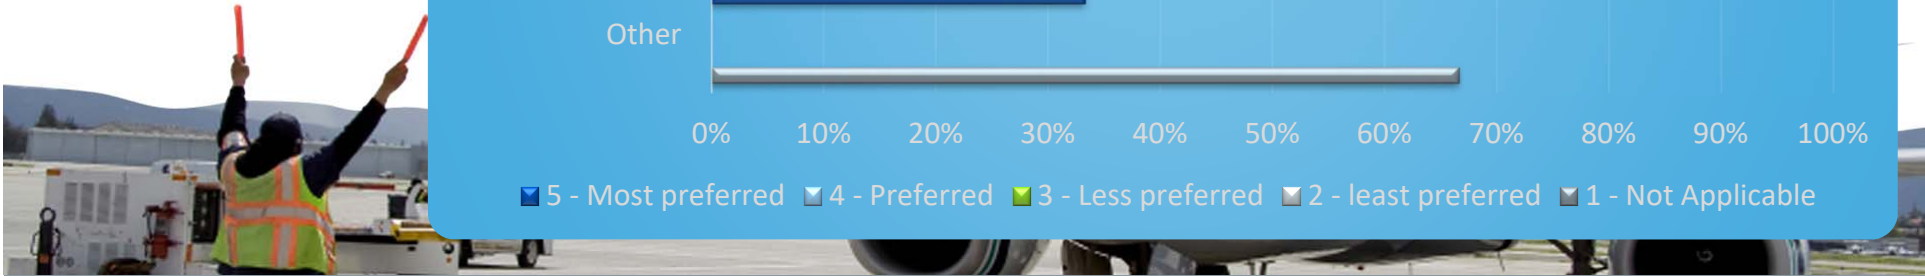 Other
0% 10% 20% 30% 40% 50% 60% 70% 80% 90% 100%
5 - Most preferred 4 - Preferred 3 - Less preferred 2 - least preferred 1 - Not Applicable